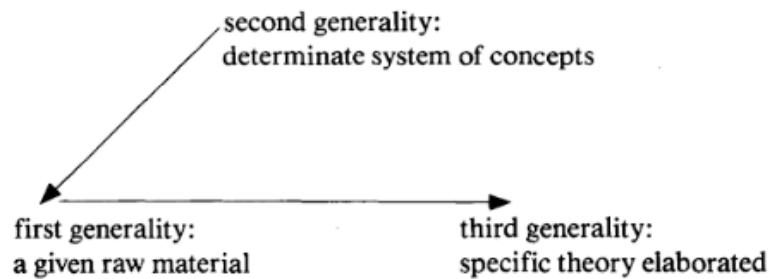 second generality:
determinate system of concepts
first generality:
a given raw material
third generality:
specific theory elaborated